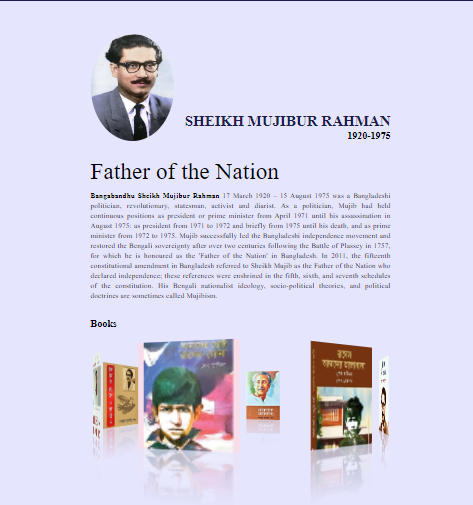 SHEIKH MUJIBUR RAHMAN
1920-1975
Father of the Nation
Bangabandhu Sheikh Mujibur Rahman 17 March 1920 – 15 August 1975 was a Bangladeshi
politician, revolutionary, statesman, activist and diarist. As a politician, Mujib had held
continuous positions as president or prime minister from April 1971 until his assassination in
August 1975: as president from 1971 to 1972 and briefly from 1975 until his death, and as prime
minister from 1972 to 1975. Mujib successfully led the Bangladeshi independence movement and
restored the Bengali sovereignty after over two centuries following the Battle of Plassey in 1757,
for which he is honoured as the 'Father of the Nation' in Bangladesh. In 2011, the fifteenth
constitutional amendment in Bangladesh referred to Sheikh Mujib as the Father of the Nation who
declared independence; these references were enshrined in the fifth, sixth, and seventh schedules
of the constitution. His Bengali nationalist ideology, socio-political theories, and political
doctrines are sometimes called Mujibism.
Books